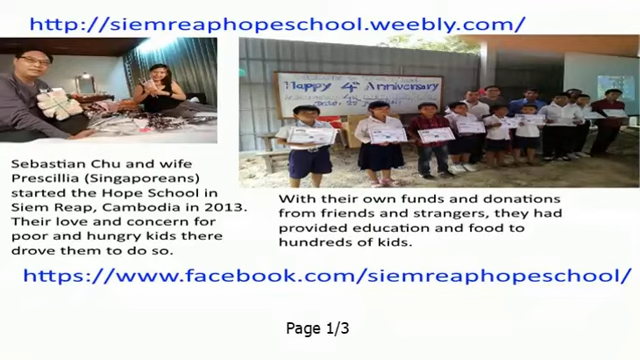 http://siemreaphopeschool.weebly.com/
Happy 4th Anniversary
Sebastian Chu and wife
Prescillia (Singaporeans)
started the Hope School in
Siem Reap, Cambodia in 2013.
Their love and concern for
poor and hungry kids there
drove them to do so.
With their own funds and donations
from friends and strangers, they had
provided education and food to
hundreds of kids.
https://www.facebook.com/siemreaphopeschool/
Page 1/3